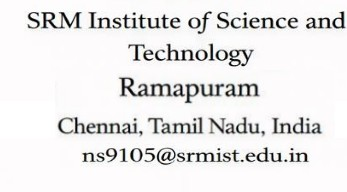 SRM Institute of Science and
Technology
Ramapuram
Chennai, Tamil Nadu, India
ns9105@srmist.edu.in